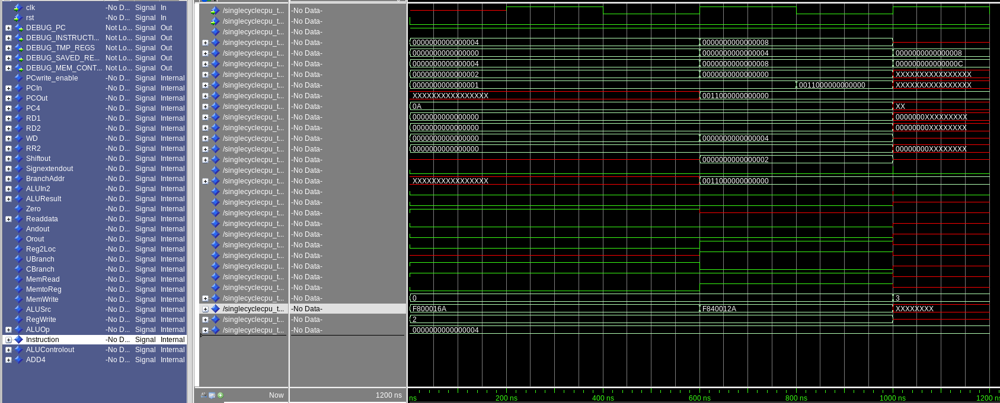 clk -No D... Signal In
rst -No D... Signal In
DEBUG_PC Not Lo... Signal Out
DEBUG_INSTRUCTI... Not Lo... Signal Out
DEBUG_TMP_REGS Not Lo... Signal Out
DEBUG_SAVED_RE... Not Lo... Signal Out
DEBUG_MEM_CONT... Not Lo... Signal Out
PCwrite_enable -No D... Signal Internal
PCIn -No D... Signal Internal
PCOut -No D... Signal Internal
PC4 -No D... Signal Internal
RD1 -No D... Signal Internal
RD2 -No D... Signal Internal
WD -No D... Signal Internal
RR2 -No D... Signal Internal
Shiftout -No D... Signal Internal
Signextendout -No D... Signal Internal
BranchAddr -No D... Signal Internal
ALUIn2 -No D... Signal Internal
ALUResult -No D... Signal Internal
Zero -No D... Signal Internal
Readdata -No D... Signal Internal
Andout -No D... Signal Internal
Orout -No D... Signal Internal
Reg2Loc -No D... Signal Internal
UBranch -No D... Signal Internal
CBranch -No D... Signal Internal
MemRead -No D... Signal Internal
MemtoReg -No D... Signal Internal
MemWrite -No D... Signal Internal
ALUSrc -No D... Signal Internal
RegWrite -No D... Signal Internal
ALUOp -No D... Signal Internal
Instruction -No D... Signal Internal
ALUControlout -No D... Signal Internal
ADD4 -No D... Signal Internal
/singlecyclecpu_t... -No Data-
/singlecyclecpu_t... -No Data-
/singlecyclecpu_t... -No Data-
/singlecyclecpu_t... -No Data- 0000000000000004 0000000000000008
/singlecyclecpu_t... -No Data- 0000000000000000 0000000000000004 0000000000000008
/singlecyclecpu_t... -No Data- 0000000000000004 0000000000000008 000000000000000C
/singlecyclecpu_t... -No Data- 0000000000000002 0000000000000000 XXXXXXXXXXXXXXXX
/singlecyclecpu_t... -No Data- 0000000000000001 0011000000000000 XXXXXXXXXXXXXXXX
/singlecyclecpu_t... -No Data- XXXXXXXXXXXXXXXX 0011000000000000
/singlecyclecpu_t... -No Data- 0A XX
/singlecyclecpu_t... -No Data- 0000000000000000 0000000XXXXXXXXX
/singlecyclecpu_t... -No Data- 0000000000000000 00000000XXXXXXXX
/singlecyclecpu_t... -No Data- 0000000000000000 0000000000000004
/singlecyclecpu_t... -No Data- 0000000000000000 00000000XXXXXXXX
/singlecyclecpu_t... -No Data- 0000000000000002
/singlecyclecpu_t... -No Data-
/singlecyclecpu_t... -No Data- XXXXXXXXXXXXXXXX 0011000000000000
/singlecyclecpu_t... -No Data-
/singlecyclecpu_t... -No Data-
/singlecyclecpu_t... -No Data-
/singlecyclecpu_t... -No Data-
/singlecyclecpu_t... -No Data-
/singlecyclecpu_t... -No Data-
/singlecyclecpu_t... -No Data-
/singlecyclecpu_t... -No Data-
/singlecyclecpu_t... -No Data-
/singlecyclecpu_t... -No Data-
/singlecyclecpu_t... -No Data- 0 3
/singlecyclecpu_t... -No Data- F800016A F840012A XXXXXXXX
/singlecyclecpu_t... -No Data- 2
/singlecyclecpu_t... -No Data- 0000000000000004
Now 1200 ns
ns 200 ns 400 ns 600 ns 800 ns 1000 ns 1200 ns